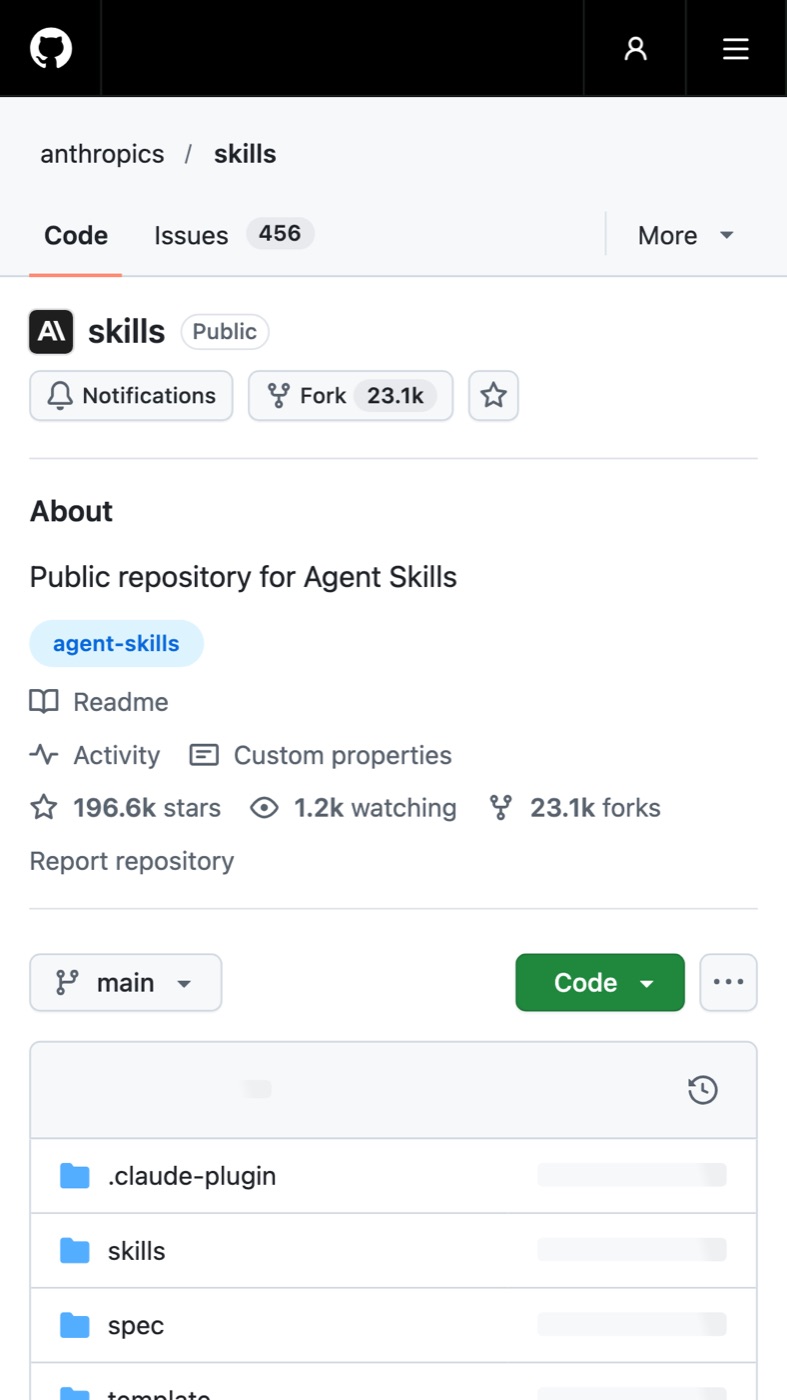 anthropics / skills
Code Issues 456 More
skills Public
Notifications Fork 23.1k
About
Public repository for Agent Skills
agent-skills
Readme
Activity Custom properties
196.6k stars 1.2k watching 23.1k forks
Report repository
main Code
.claude-plugin
skills
spec
template